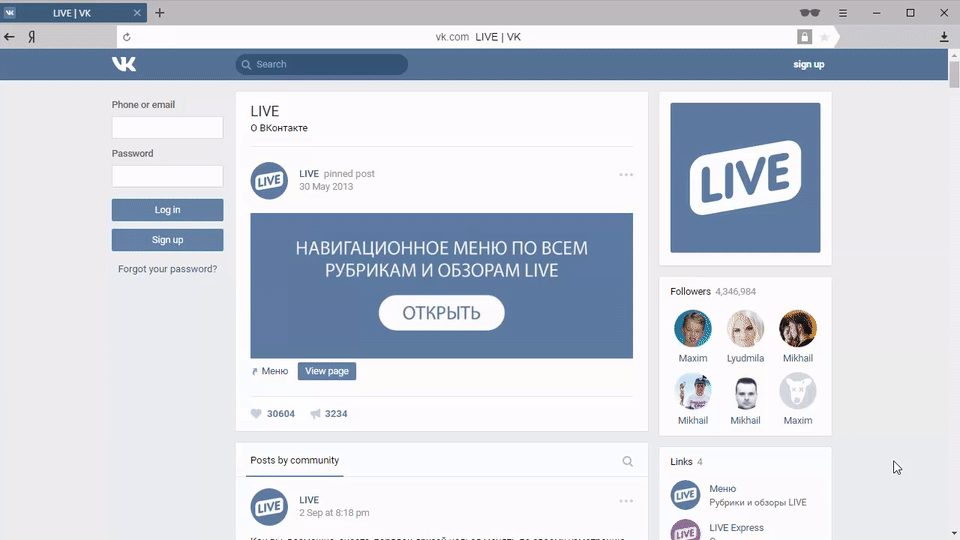 LIVE | VK
Я
vk.com LIVE | VK
Search
sign up
Phone or email
Password
Log in
Sign up
Forgot your password?
LIVE
О ВКонтакте
LIVE
LIVE pinned post
30 May 2013
НАВИГАЦИОННОЕ МЕНЮ ПО ВСЕМ
РУБРИКАМ И ОБЗОРАМ LIVE
ОТКРЫТЬ
Меню View page
30604 3234
Posts by community
LIVE
LIVE
2 Sep at 8:18 pm
LIVE
Followers 4,346,984
Maxim Lyudmila Mikhail
Mikhail Mikhail Maxim
Links 4
LIVE
Меню
Рубрики и обзоры LIVE
LIVE
LIVE Express